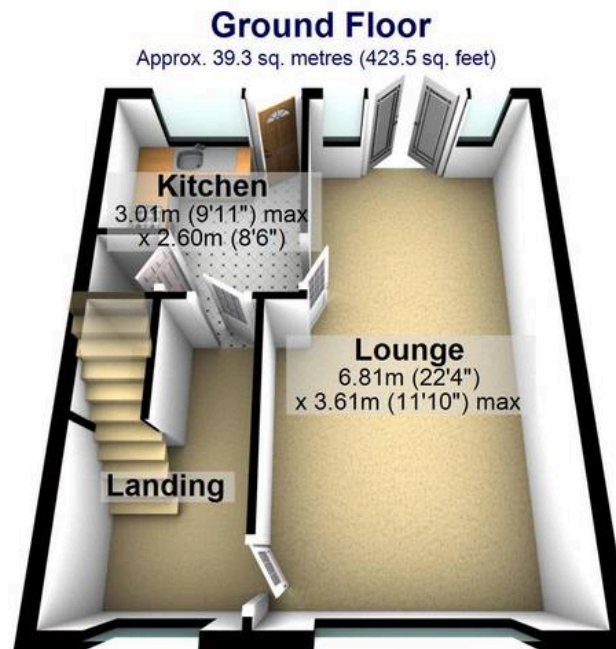 Ground Floor
Approx. 39.3 sq. metres (423.5 sq. feet)
Kitchen
3.01m (9'11") max
x 2.60m (8'6")
Lounge
6.81m (22'4")
x 3.61m (11'10") max
Landing